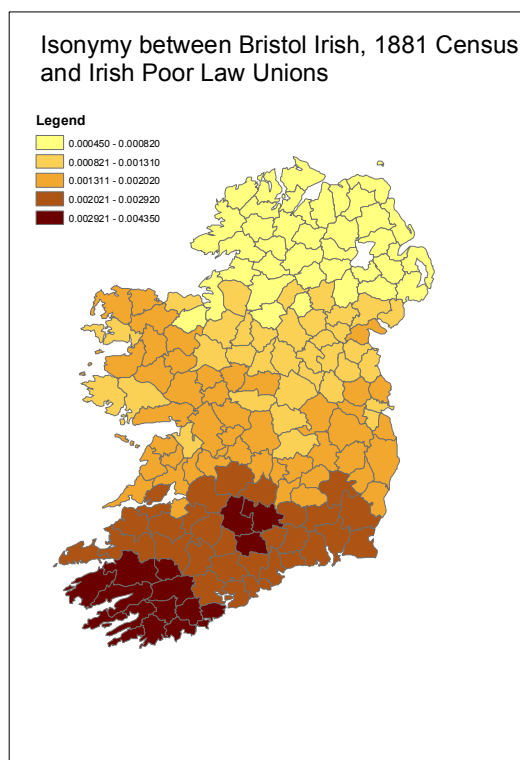 Isonymy between Bristol Irish, 1881 Census
and Irish Poor Law Unions
Legend
0.000450 - 0.000820
0.000821 - 0.001310
0.001311 - 0.002020
0.002021 - 0.002920
0.002921 - 0.004350